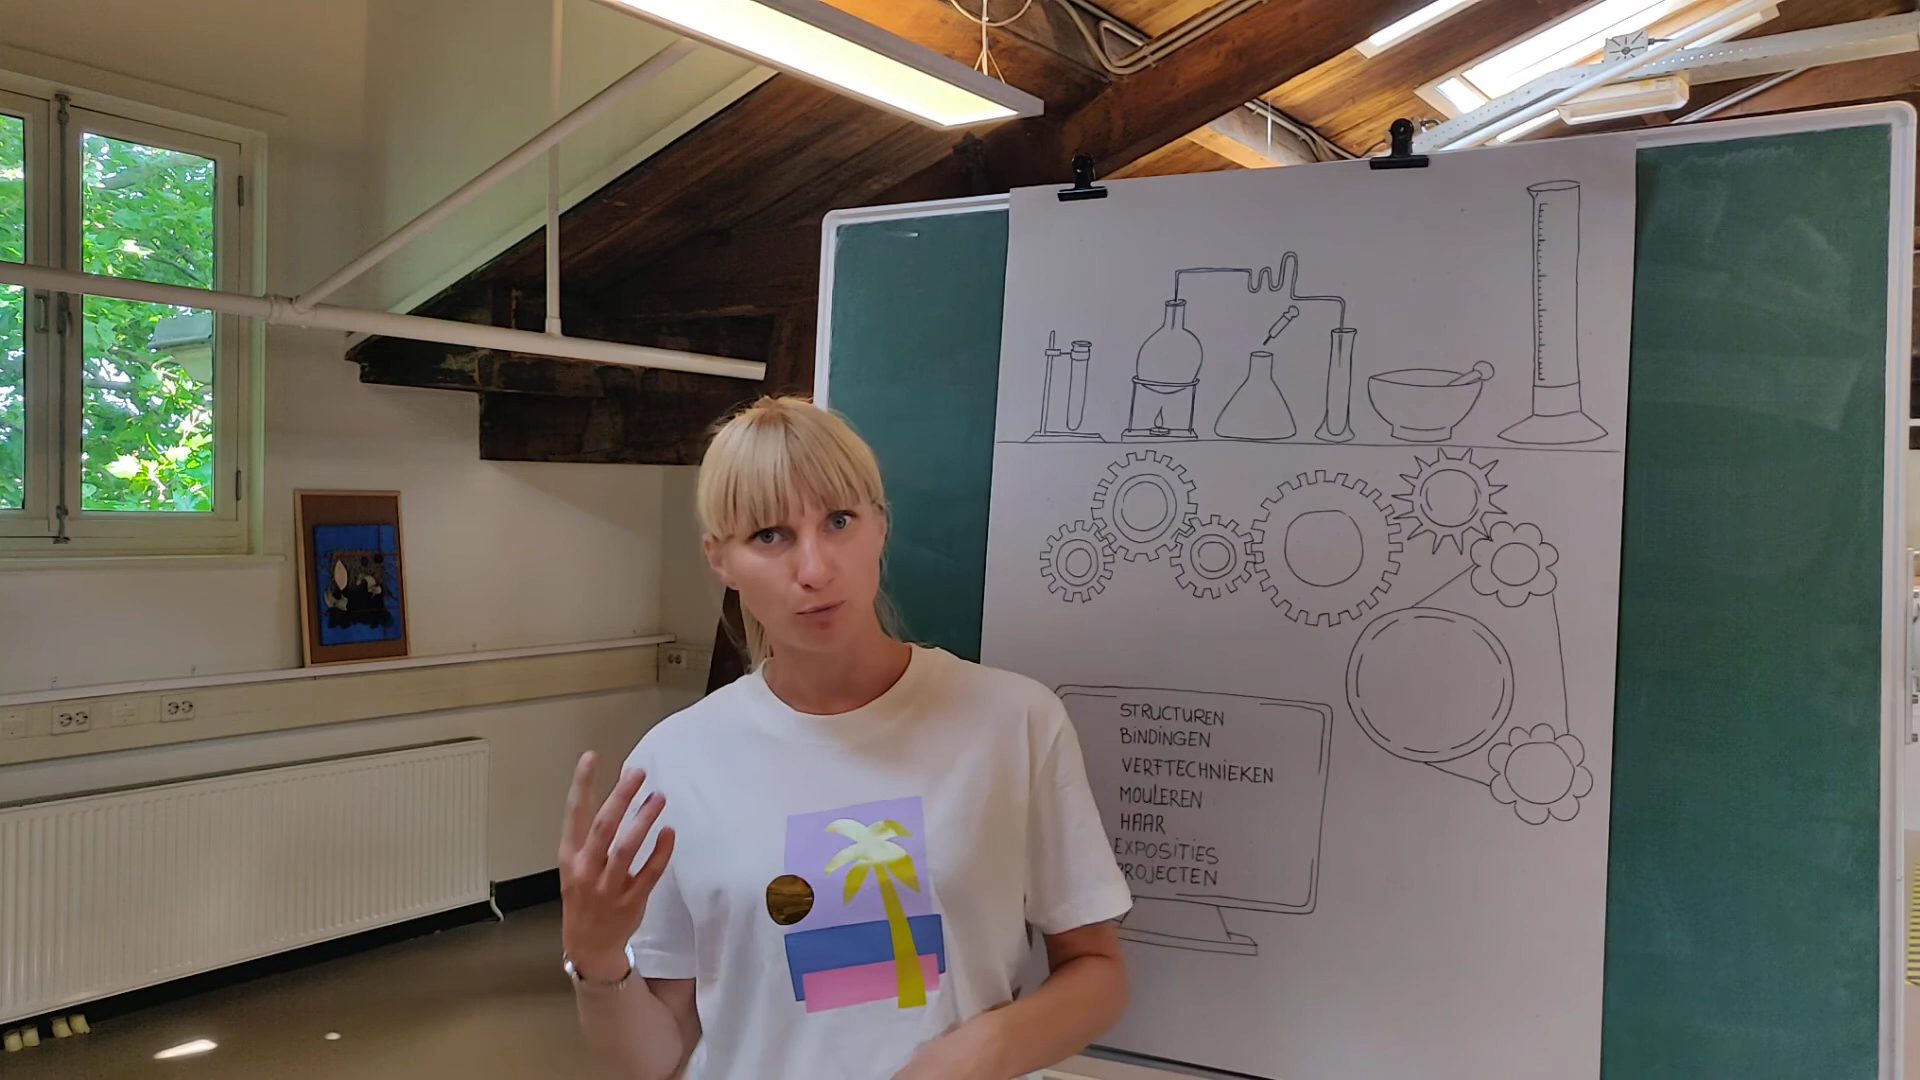 STRUCTUREN
BINDINGEN
VERFTECHNIEKEN
MOULEREN
HAAR
EXPOSITIES
PROJECTEN